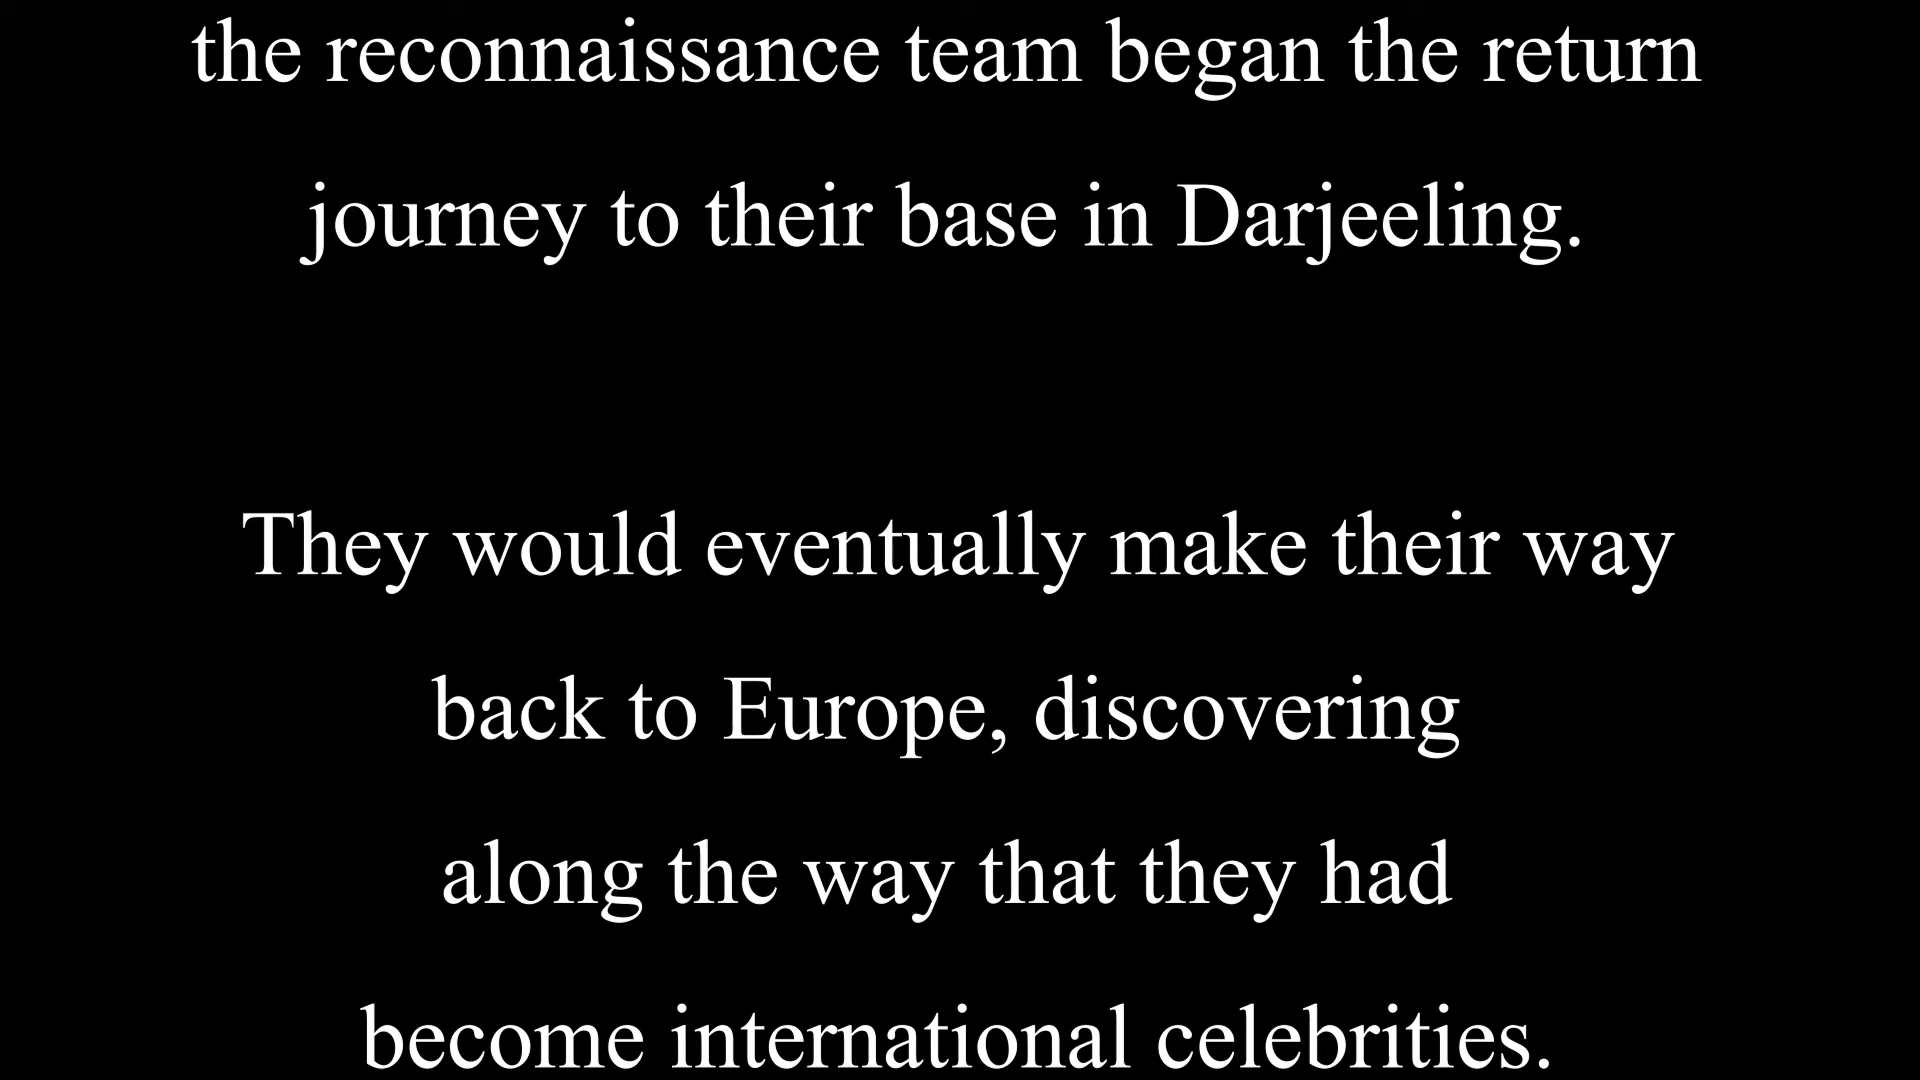 the reconnaissance team began the return
journey to their base in Darjeeling.
They would eventually make their way
back to Europe, discovering
along the way that they had
become international celebrities.